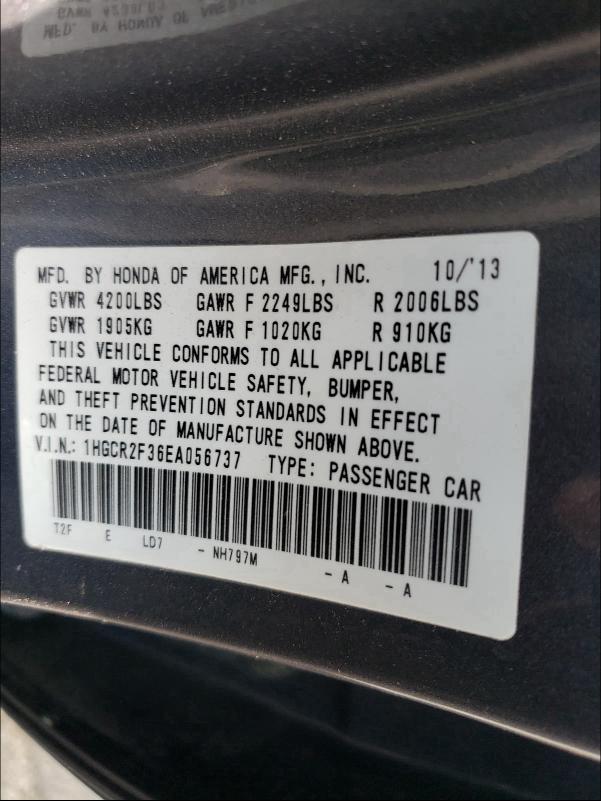 MFD. BY HONDA OF AMERICA MFG., INC. 10/'13
GVWR 4200LBS GAWR F 2249LBS R 2006LBS
GVWR 1905KG GAWR F 1020KG R 910KG
THIS VEHICLE CONFORMS TO ALL APPLICABLE
FEDERAL MOTOR VEHICLE SAFETY, BUMPER,
AND THEFT PREVENTION STANDARDS IN EFFECT
ON THE DATE OF MANUFACTURE SHOWN ABOVE.
V.I.N.: 1HGCR2F36EA056737 TYPE: PASSENGER CAR
T2F E LD7 - NH797M - A - A